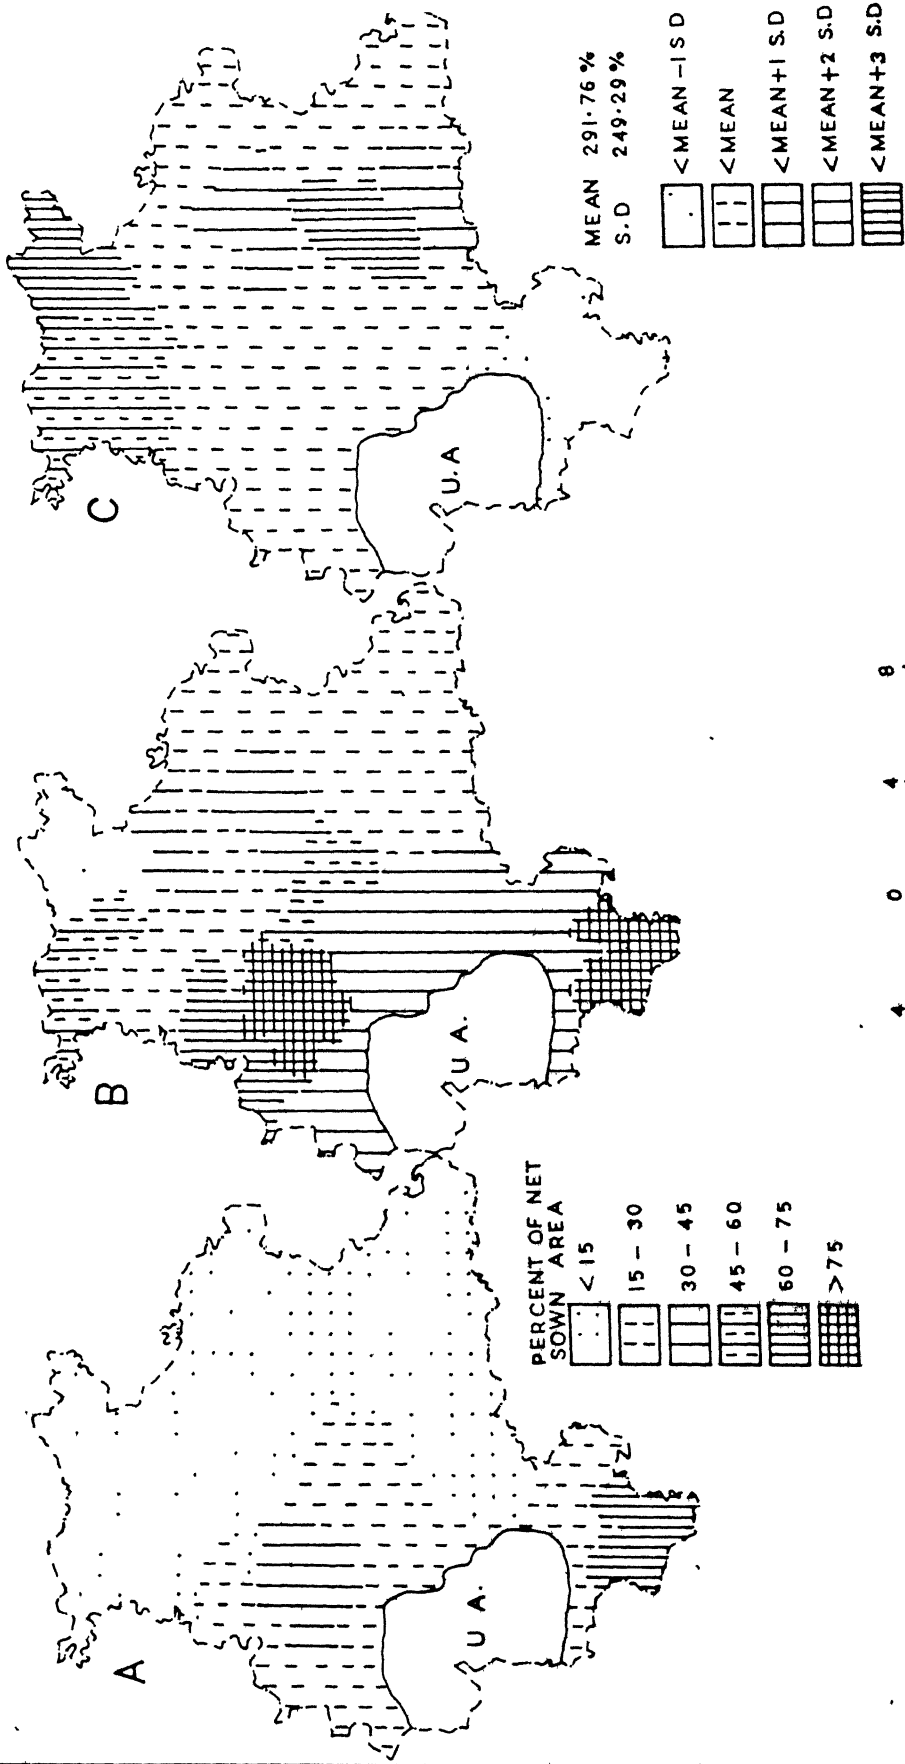 A
B
C
U A.
U A.
U.A
PERCENT OF NET
SOWN AREA
<15
15 - 30
30 - 45
45 - 60
60 - 75
>75
4 0 4 8
MEAN 291.76 %
S.D 249.29 %
<MEAN-1 S D
<MEAN
<MEAN+1 S.D
<MEAN+2 S.D
<MEAN+3 S.D